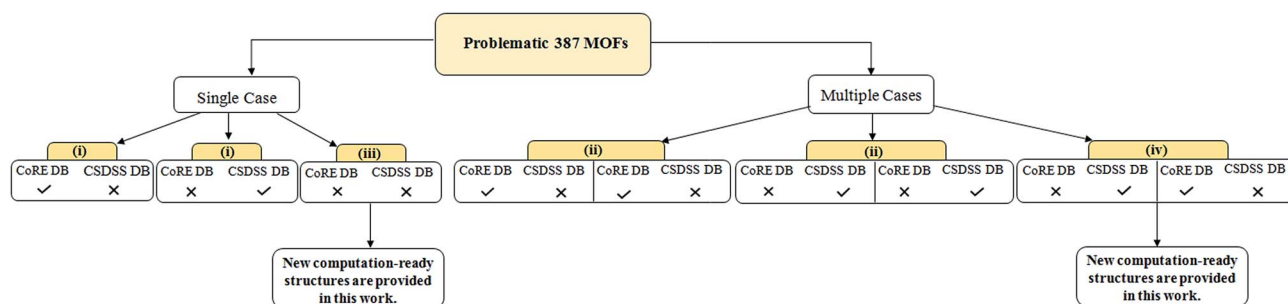 Problematic 387 MOFs
Single Case
Multiple Cases
(i)
(i)
(iii)
(ii)
(ii)
(iv)
CoRE DB CSDSS DB
✓ ✕
CoRE DB CSDSS DB
✕ ✓
CoRE DB CSDSS DB
✕ ✕
CoRE DB CSDSS DB CoRE DB CSDSS DB
✓ ✕ ✓ ✕
CoRE DB CSDSS DB CoRE DB CSDSS DB
✕ ✓ ✕ ✓
CoRE DB CSDSS DB CoRE DB CSDSS DB
✕ ✓ ✓ ✕
New computation-ready
structures are provided
in this work.
New computation-ready
structures are provided
in this work.